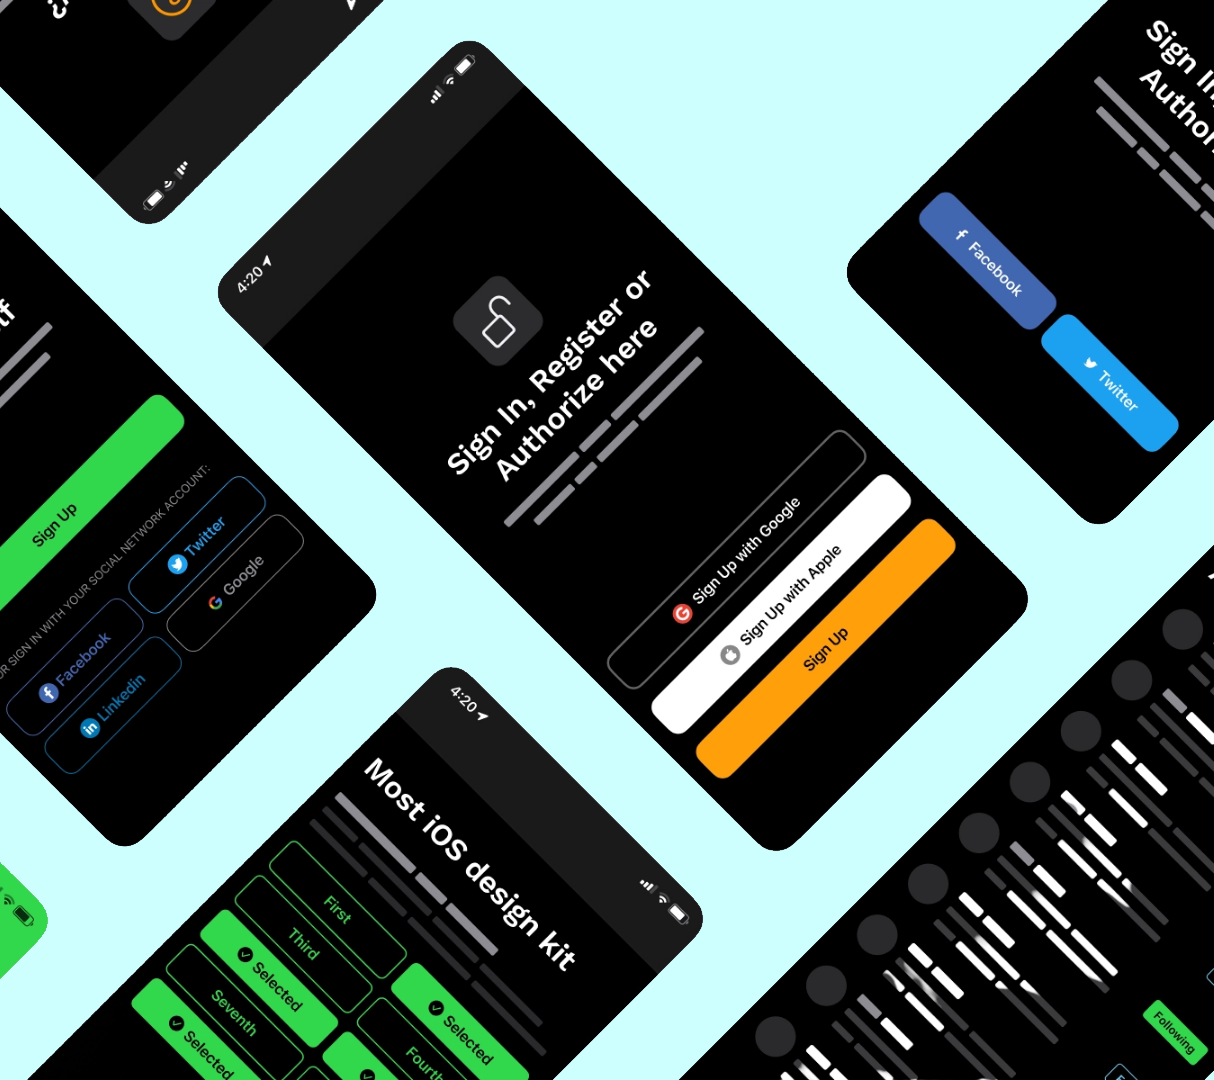 4:20
Sign In, Register or
Authorize here
Sign Up with Google
Sign Up with Apple
Sign Up
Sign In,
Facebook
Twitter
Sign Up
OR SIGN IN WITH YOUR SOCIAL NETWORK ACCOUNT:
Facebook
Twitter
Linkedin
Google
4:20
Most iOS design kit
First
Selected
Third
Fourth
Selected
Seventh
Selected
Following